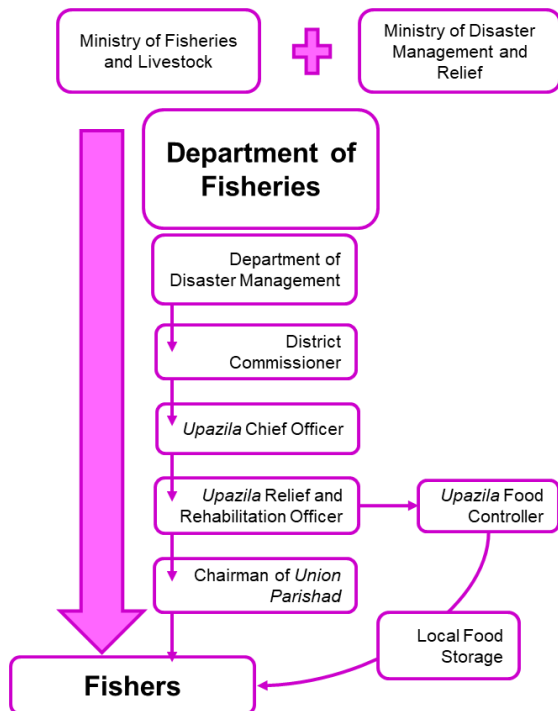 Ministry of Fisheries
and Livestock
Ministry of Disaster
Management and
Relief
Department of
Fisheries
Department of
Disaster Management
District
Commissioner
Upazila Chief Officer
Upazila Relief and
Rehabilitation Officer
Upazila Food
Controller
Chairman of Union
Parishad
Local Food
Storage
Fishers